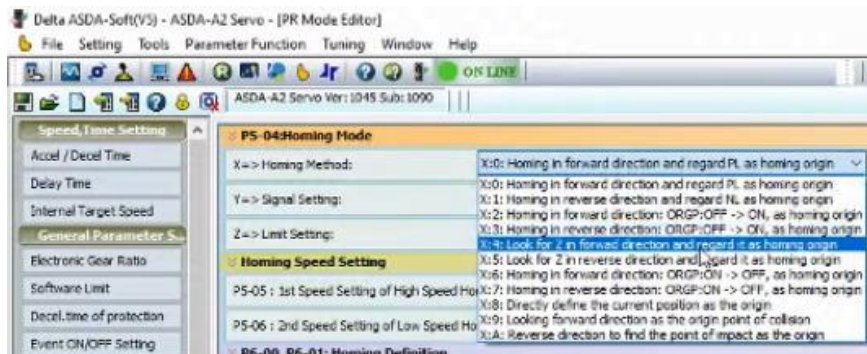 Delta ASDA-Soft(V5) - ASDA-A2 Servo - [PR Mode Editor]
File Setting Tools Parameter Function Tuning Window Help
ON LINE
ASDA-A2 Servo Ver:1045 Sub:1090
Speed,Time Setting
Accel / Decel Time
Delay Time
Internal Target Speed
General Parameter S...
Electronic Gear Ratio
Software Limit
Decel.time of protection
Event ON/OFF Setting
P5-04:Homing Mode
X=> Homing Method:
X:0: Homing in forward direction and regard PL as homing origin
Y=> Signal Setting:
Z=> Limit Setting:
X:0: Homing in forward direction and regard PL as homing origin
X:1: Homing in reverse direction and regard NL as homing origin
X:2: Homing in forward direction: ORGP:OFF -> ON, as homing origin
X:3: Homing in reverse direction: ORGP:OFF -> ON, as homing origin
X:4: Look for Z in forward direction and regard it as homing origin
X:5: Look for Z in reverse direction and regard it as homing origin
X:6: Homing in forward direction: ORGP:ON -> OFF, as homing origin
X:7: Homing in reverse direction: ORGP:ON -> OFF, as homing origin
X:8: Directly define the current position as the origin
X:9: Looking forward direction as the origin point of collision
X:A: Reverse direction to find the point of impact as the origin
Homing Speed Setting
P5-05 : 1st Speed Setting of High Speed Ho
P5-06 : 2nd Speed Setting of Low Speed Ho
P6-00, P6-01: Homing Definition